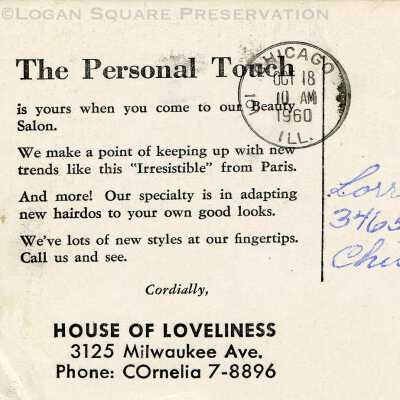 ©LOGAN SQUARE PRESERVATION
The Personal Touch
is yours when you come to our Beauty
Salon.
We make a point of keeping up with new
trends like this "Irresistible" from Paris.
And more! Our specialty is in adapting
new hairdos to your own good looks.
We've lots of new styles at our fingertips.
Call us and see.
Cordially,
HOUSE OF LOVELINESS
3125 Milwaukee Ave.
Phone: COrnelia 7-8896
CHICAGO
OCT 18
10 AM
1960
ILL.
Lorr
3465
Chi